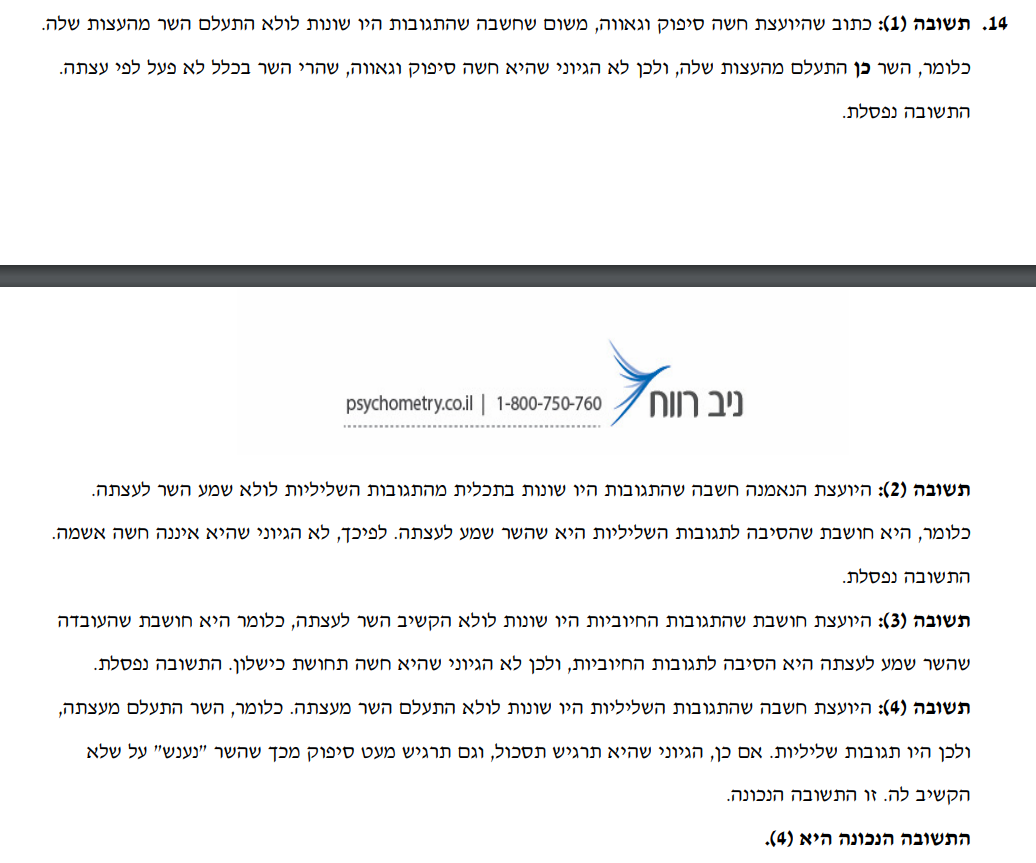 14. תשובה (1): כתוב שהיועצת חשה סיפוק וגאווה, משום שחשבה שהתגובות היו שונות לולא התעלם השר מהעצות שלה.
כלומר, השר כן התעלם מהעצות שלה, ולכן לא הגיוני שהיא חשה סיפוק וגאווה, שהרי השר בכלל לא פעל לפי עצתה.
התשובה נפסלת.
ניב רווח
psychometry.co.il | 1-800-750-760
תשובה (2): היועצת הנאמנה חשבה שהתגובות היו שונות בתכלית מהתגובות השליליות לולא שמע השר לעצתה.
כלומר, היא חושבת שהסיבה לתגובות השליליות היא שהשר שמע לעצתה. לפיכך, לא הגיוני שהיא איננה חשה אשמה.
התשובה נפסלת.
תשובה (3): היועצת חושבת שהתגובות החיוביות היו שונות לולא הקשיב השר לעצתה, כלומר היא חושבת שהעובדה
שהשר שמע לעצתה היא הסיבה לתגובות החיוביות, ולכן לא הגיוני שהיא חשה תחושת כישלון. התשובה נפסלת.
תשובה (4): היועצת חשבה שהתגובות השליליות היו שונות לולא התעלם השר מעצתה. כלומר, השר התעלם מעצתה,
ולכן היו תגובות שליליות. אם כן, הגיוני שהיא תרגיש תסכול, וגם תרגיש מעט סיפוק מכך שהשר "נענש" על שלא
הקשיב לה. זו התשובה הנכונה.
התשובה הנכונה היא (4).